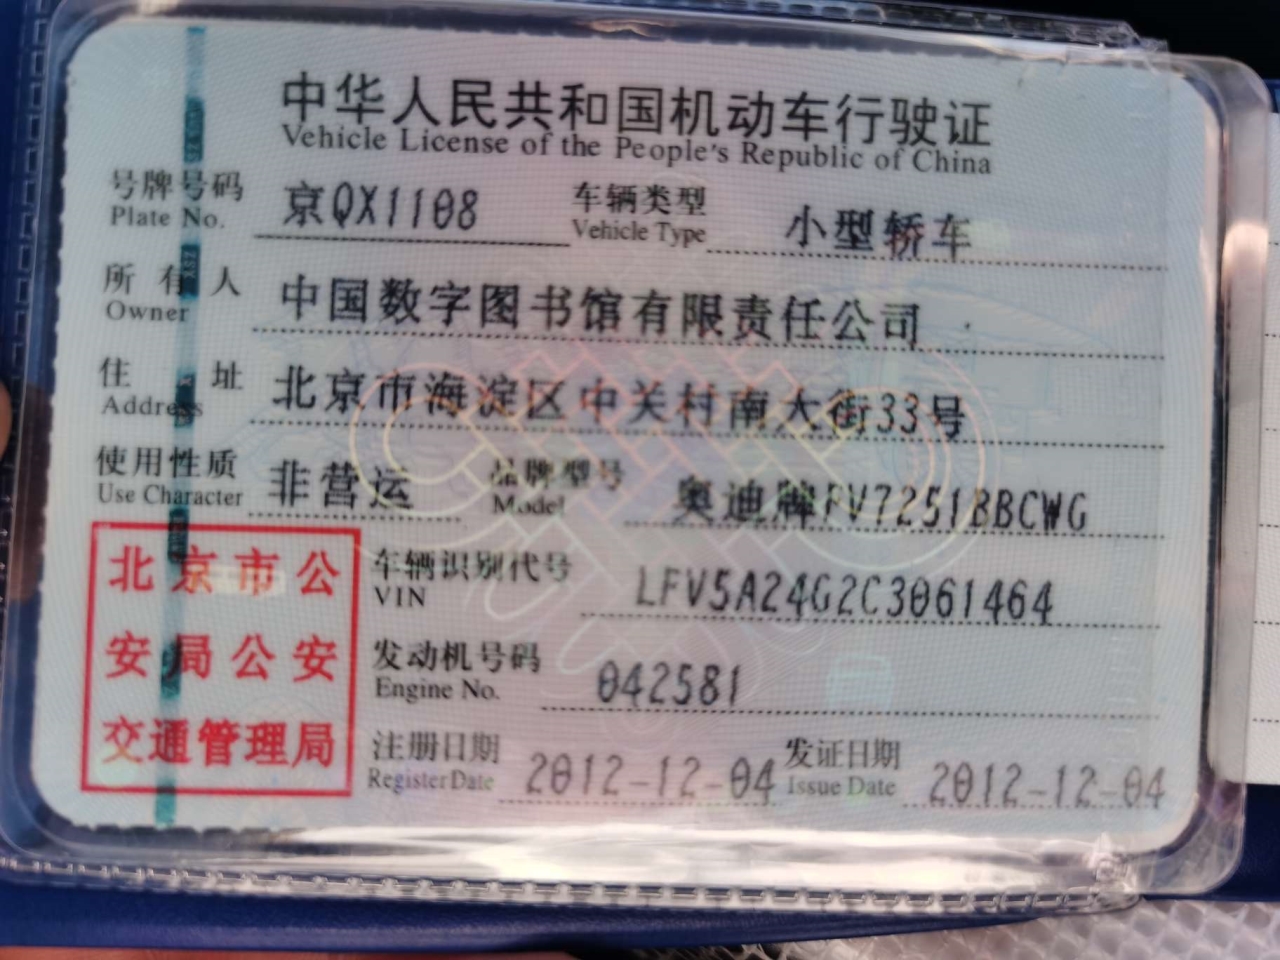 中华人民共和国机动车行驶证
Vehicle License of the People's Republic of China
号牌号码 京QX1108 车辆类型 小型轿车
Plate No. Vehicle Type
所有人 中国数字图书馆有限责任公司
Owner
住址 北京市海淀区中关村南大街33号
Address
使用性质 非营运 品牌型号 奥迪牌FV7251BBCWG
Use Character Model
北京市公
安局公安
交通管理局
车辆识别代号 LFV5A24G2C3061464
VIN
发动机号码 042581
Engine No.
注册日期 2012-12-04 发证日期 2012-12-04
Register Date Issue Date